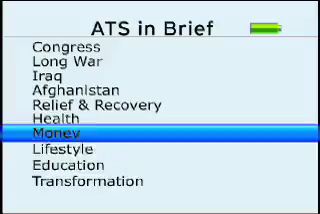 ATS in Brief
Congress
Long War
Iraq
Afghanistan
Relief & Recovery
Health
Money
Lifestyle
Education
Transformation